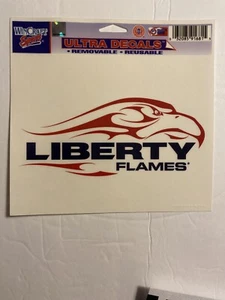 WINCRAFT
ULTRA DECALS
• REMOVABLE • REUSABLE
LIBERTY
FLAMES